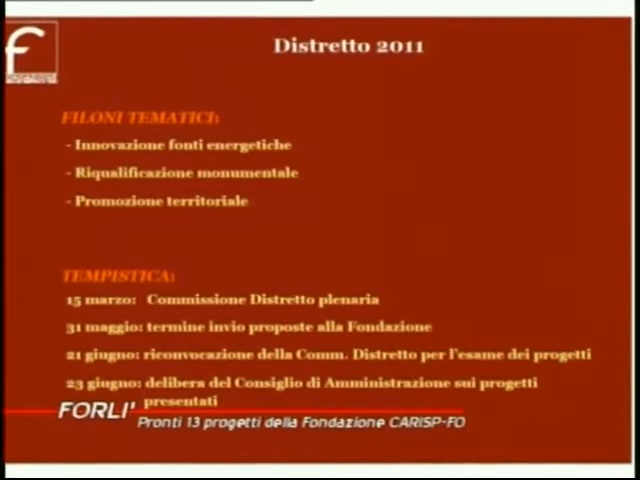 Distretto 2011
FILONI TEMATICI:
- Innovazione fonti energetiche
- Riqualificazione monumentale
- Promozione territoriale
TEMPISTICA:
15 marzo: Commissione Distretto plenaria
31 maggio: termine invio proposte alla Fondazione
21 giugno: riconvocazione della Comm. Distretto per l'esame dei progetti
23 giugno: delibera del Consiglio di Amministrazione sui progetti
presentati
FORLI'
Pronti 13 progetti della Fondazione CARISP-FO